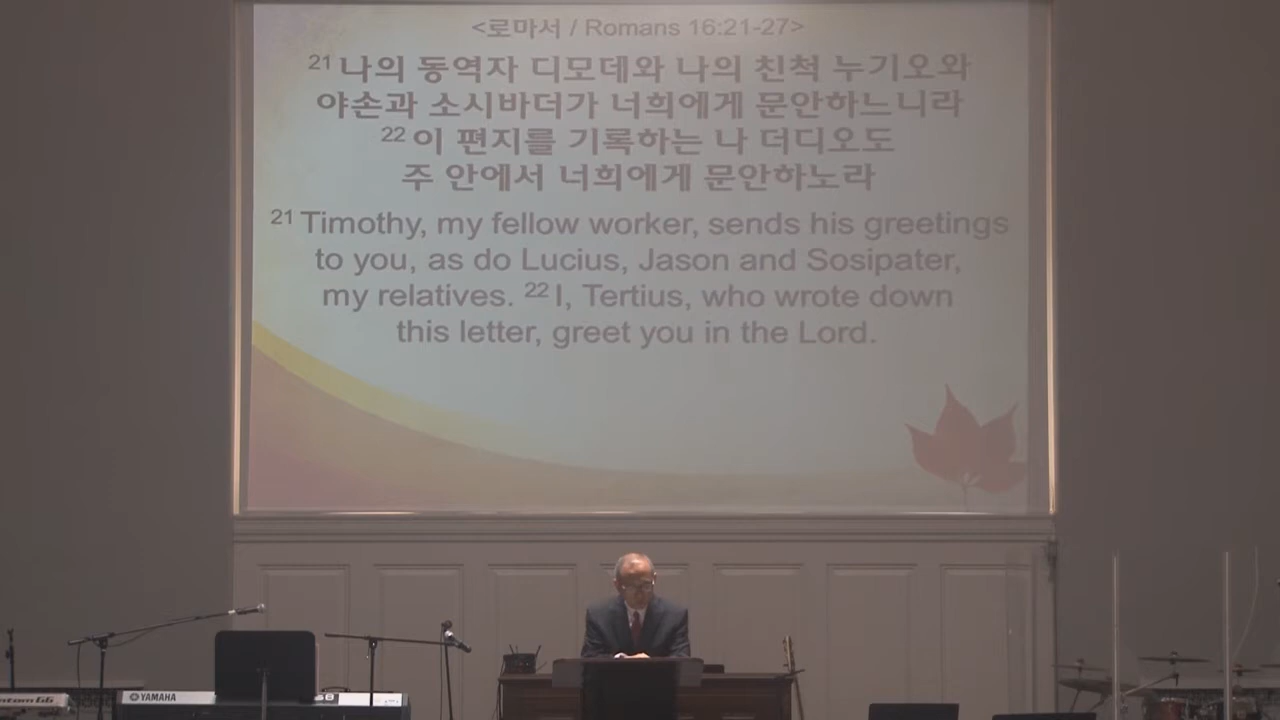 <로마서 / Romans 16:21-27>
21 나의 동역자 디모데와 나의 친척 누기오와
야손과 소시바더가 너희에게 문안하느니라
22 이 편지를 기록하는 나 더디오도
주 안에서 너희에게 문안하노라
21 Timothy, my fellow worker, sends his greetings
to you, as do Lucius, Jason and Sosipater,
my relatives. 22 I, Tertius, who wrote down
this letter, greet you in the Lord.
YAMAHA